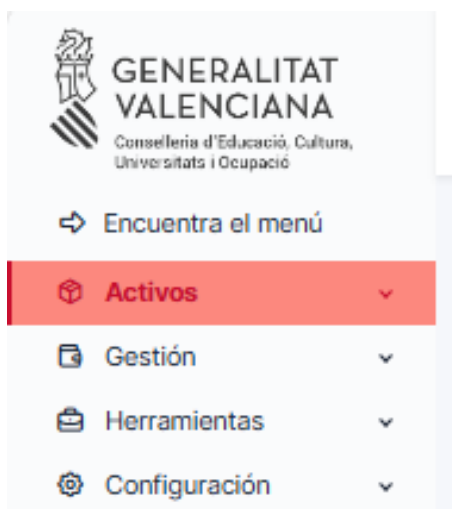 GENERALITAT
VALENCIANA
Conselleria d'Educació, Cultura,
Universitats i Ocupació
Encuentra el menú
Activos
Gestión
Herramientas
Configuración